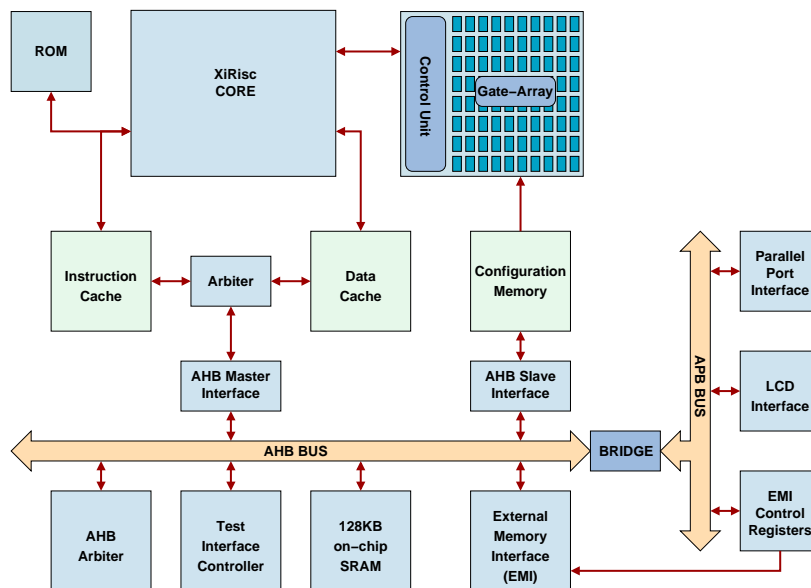 ROM
XiRisc
CORE
Control Unit
Gate–Array
Instruction
Cache
Arbiter
Data
Cache
Configuration
Memory
Parallel
Port
Interface
AHB Master
Interface
AHB Slave
Interface
APB BUS
LCD
Interface
AHB BUS
BRIDGE
AHB
Arbiter
Test
Interface
Controller
128KB
on–chip
SRAM
External
Memory
Interface
(EMI)
EMI
Control
Registers